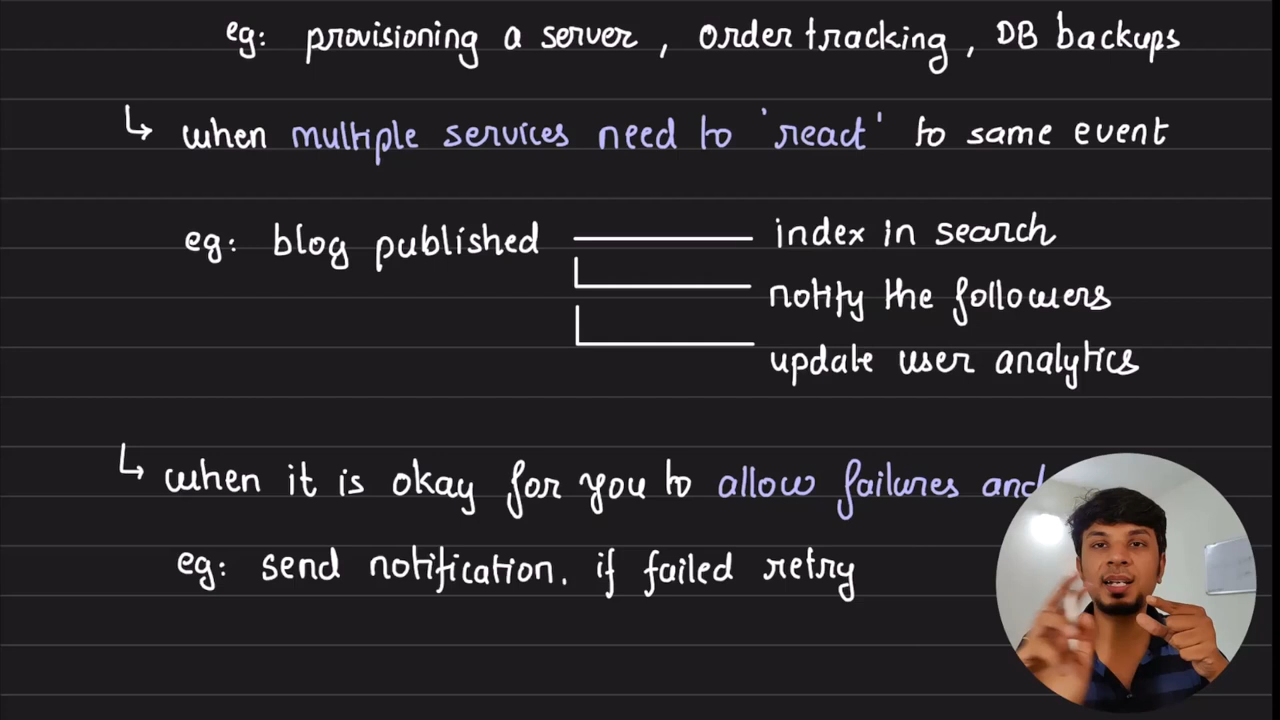 eg: provisioning a server, order tracking, DB backups
↳ when multiple services need to 'react' to same event
eg: blog published
index in search
notify the followers
update user analytics
↳ when it is okay for you to allow failures and
eg: send notification. if failed retry